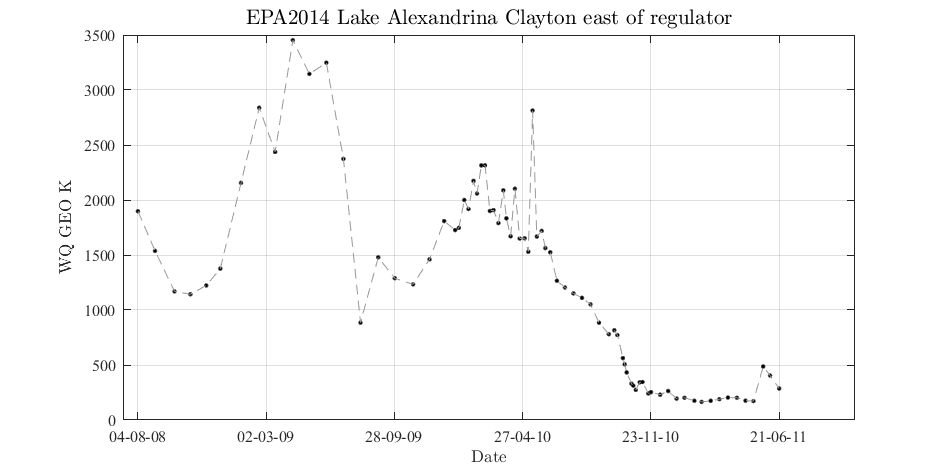 EPA2014 Lake Alexandrina Clayton east of regulator
3500
3000
2500
2000
1500
1000
500
0
WQ GEO K
04-08-08 02-03-09 28-09-09 27-04-10 23-11-10 21-06-11
Date